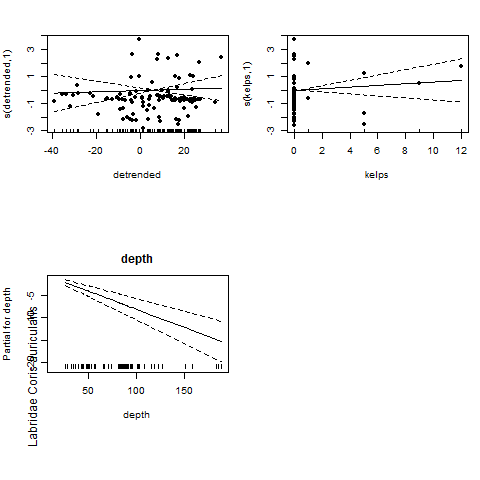 s(detrended,1)
3
1
-1
-3
-40
-20
0
20
detrended
s(kelps,1)
3
1
-1
-3
0
2
4
6
8
10
12
kelps
depth
Partial for depth
-5
50
100
150
depth
Labridae Coris auriculatis